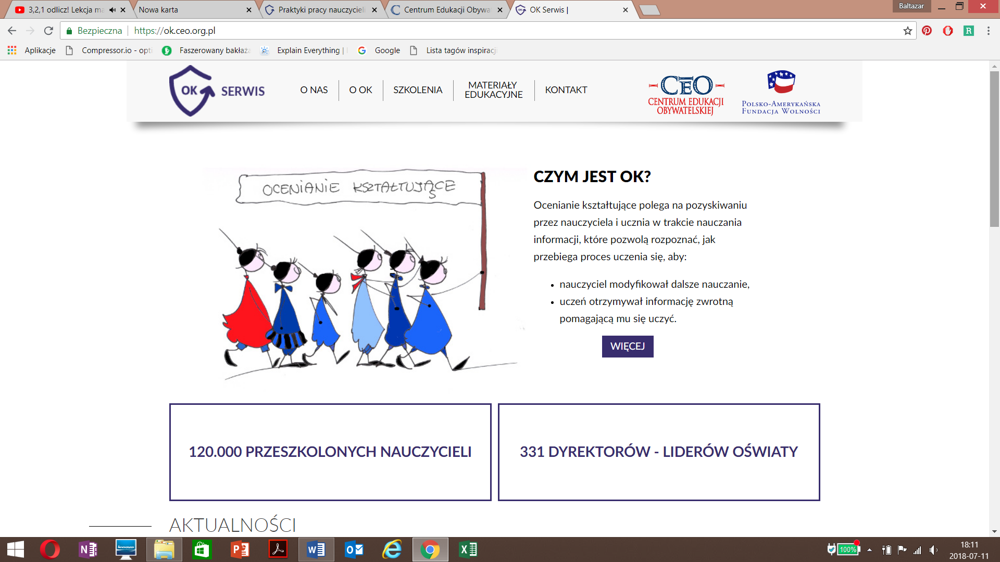 3,2,1 odlicz! Lekcja ma
Nowa karta
Praktyki pracy nauczycieli
Centrum Edukacji Obywa
OK Serwis |
Baltazar
Bezpieczna
https://ok.ceo.org.pl
Aplikacje
Compressor.io - opti
Faszerowany bakłaża
Explain Everything |
Google
Lista tagów inspiracji
OK
SERWIS
O NAS
O OK
SZKOLENIA
MATERIAŁY
EDUKACYJNE
KONTAKT
CEO
CENTRUM EDUKACJI
OBYWATELSKIEJ
POLSKO-AMERYKAŃSKA
FUNDACJA WOLNOŚCI
OCENIANIE KSZTAŁTUJĄCE
CZYM JEST OK?
Ocenianie kształtujące polega na pozyskiwaniu
przez nauczyciela i ucznia w trakcie nauczania
informacji, które pozwolą rozpoznać, jak
przebiega proces uczenia się, aby:
nauczyciel modyfikował dalsze nauczanie,
uczeń otrzymywał informację zwrotną
pomagającą mu się uczyć.
WIĘCEJ
120.000 PRZESZKOLONYCH NAUCZYCIELI
331 DYREKTORÓW - LIDERÓW OŚWIATY
AKTUALNOŚCI
100%
18:11
2018-07-11